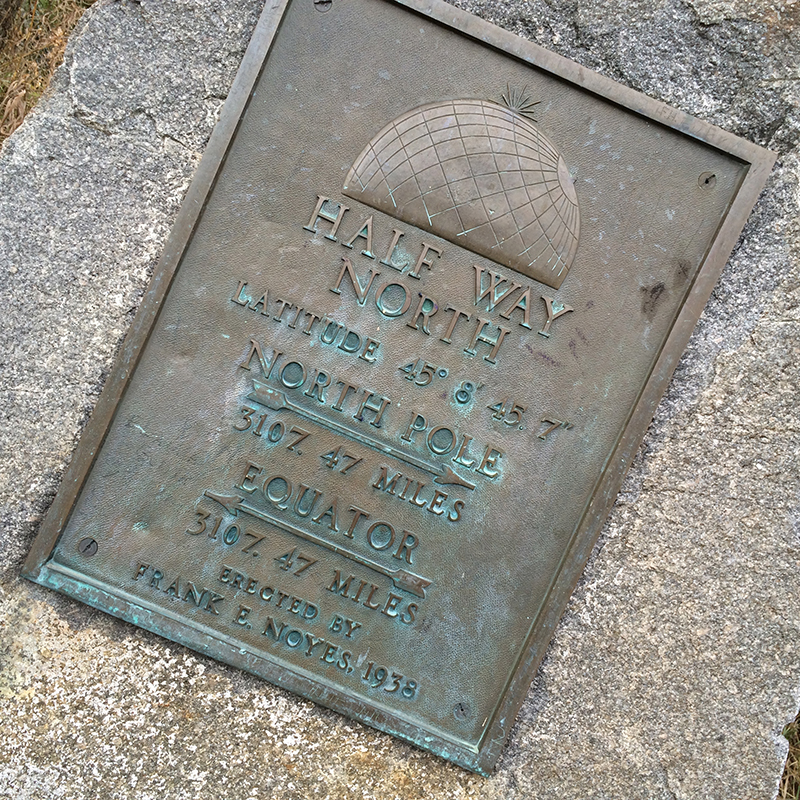 HALF WAY
NORTH
LATITUDE 45° 8' 45.7"
NORTH POLE
3107.47 MILES
EQUATOR
3107.47 MILES
ERECTED BY
FRANK E. NOYES, 1938